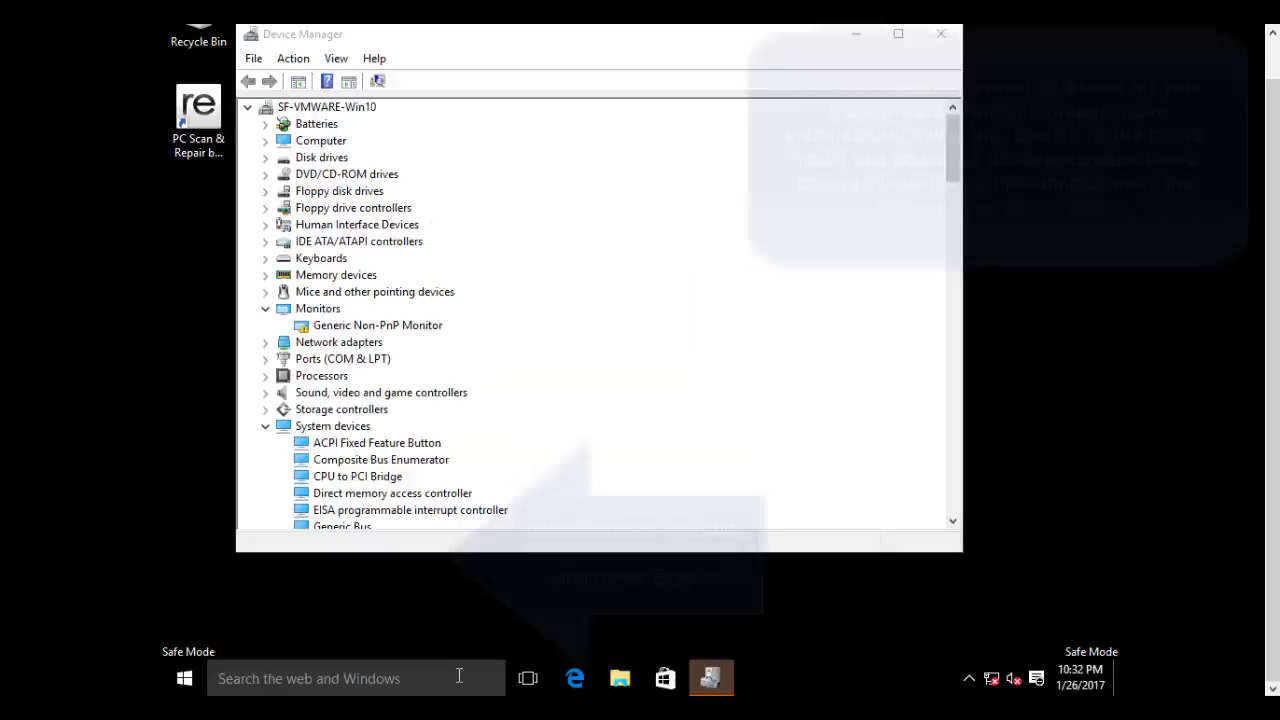 Recycle Bin
Device Manager
File Action View Help
re
PC Scan &
Repair b...
SF-VMWARE-Win10
Batteries
Computer
Disk drives
DVD/CD-ROM drives
Floppy disk drives
Floppy drive controllers
Human Interface Devices
IDE ATA/ATAPI controllers
Keyboards
Memory devices
Mice and other pointing devices
Monitors
Generic Non-PnP Monitor
Network adapters
Ports (COM & LPT)
Processors
Sound, video and game controllers
Storage controllers
System devices
ACPI Fixed Feature Button
Composite Bus Enumerator
CPU to PCI Bridge
Direct memory access controller
EISA programmable interrupt controller
Generic Bus
Safe Mode
Safe Mode
Search the web and Windows
10:32 PM
1/26/2017